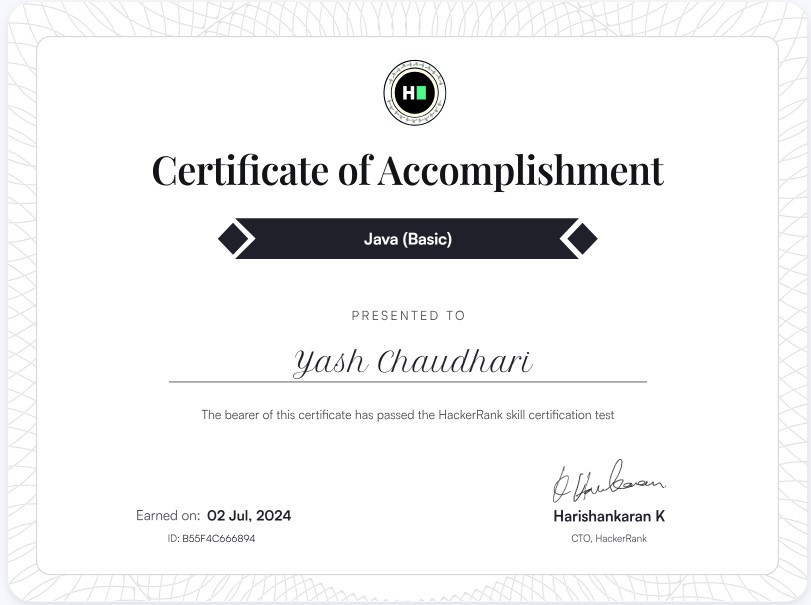 H
Certificate of Accomplishment
Java (Basic)
PRESENTED TO
Yash Chaudhari
The bearer of this certificate has passed the HackerRank skill certification test
Earned on: 02 Jul, 2024
ID: B55F4C666894
Harishankaran K
CTO, HackerRank